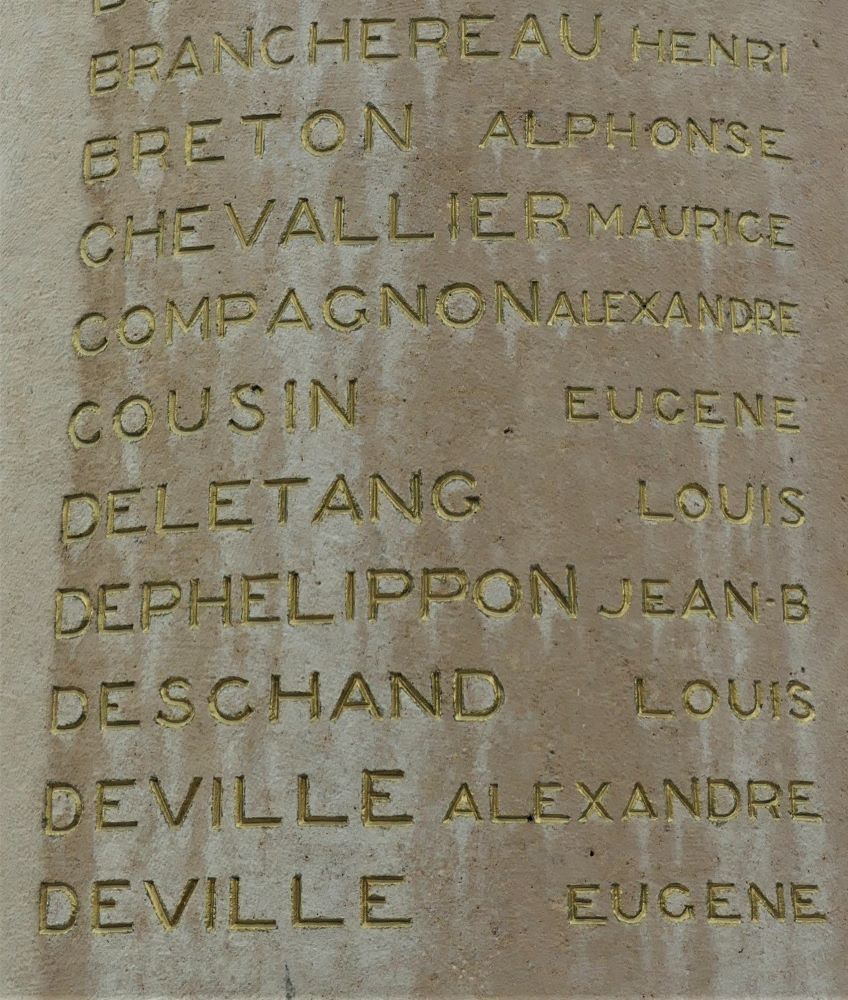 BRANCHEREAU HENRI
BRETON ALPHONSE
CHEVALLIER MAURICE
COMPAGNON ALEXANDRE
COUSIN EUGENE
DELETANG LOUIS
DEPHELIPPON JEAN-B
DESCHAND LOUIS
DEVILLE ALEXANDRE
DEVILLE EUGENE